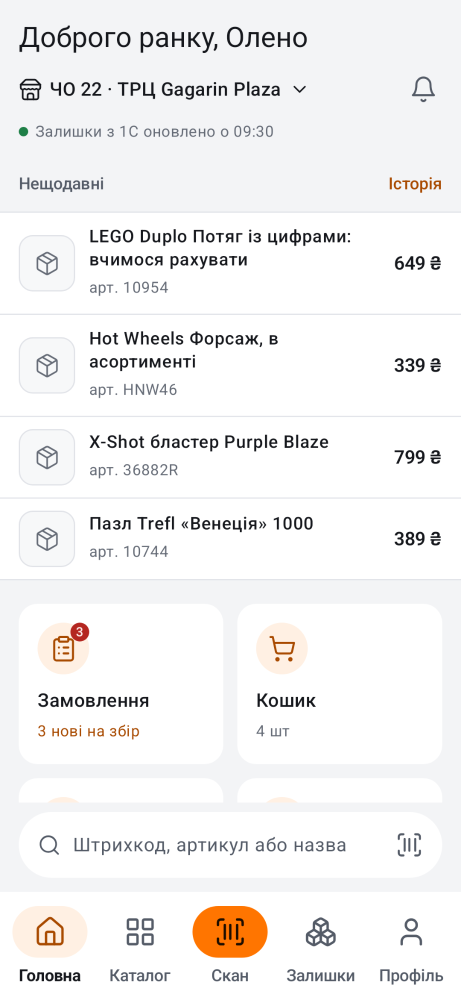 Доброго ранку, Олено
ЧО 22 · ТРЦ Gagarin Plaza
Залишки з 1С оновлено о 09:30
Нещодавні
Історія
LEGO Duplo Потяг із цифрами:
вчимося рахувати
арт. 10954
649 ₴
Hot Wheels Форсаж, в
асортименті
арт. HNW46
339 ₴
X-Shot бластер Purple Blaze
арт. 36882R
799 ₴
Пазл Trefl «Венеція» 1000
арт. 10744
389 ₴
3
Замовлення
3 нові на збір
Кошик
4 шт
Штрихкод, артикул або назва
Головна
Каталог
Скан
Залишки
Профіль